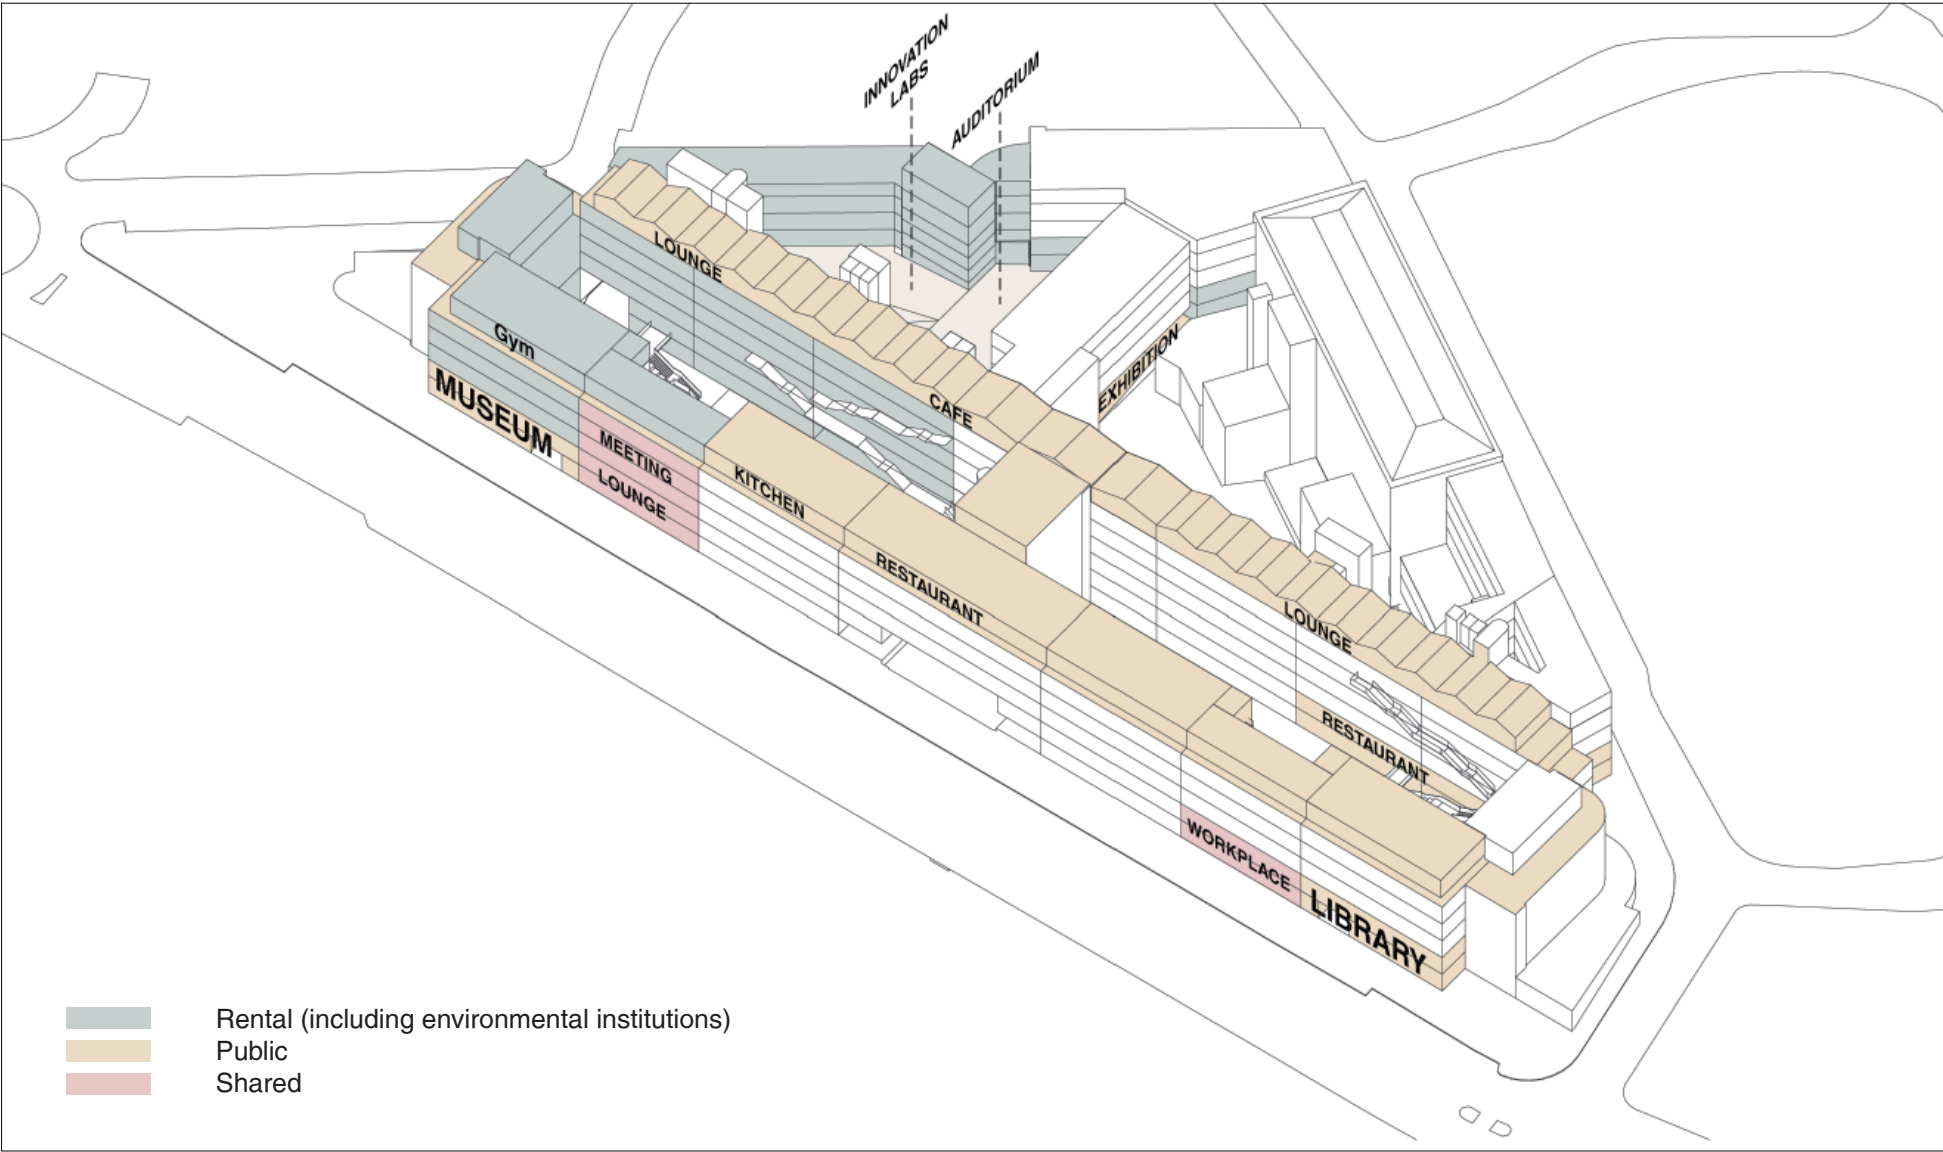 INNOVATION
LABS
AUDITORIUM
LOUNGE
Gym
EXHIBITION
MUSEUM
CAFE
MEETING
LOUNGE
KITCHEN
RESTAURANT
LOUNGE
RESTAURANT
WORKPLACE
LIBRARY
Rental (including environmental institutions)
Public
Shared